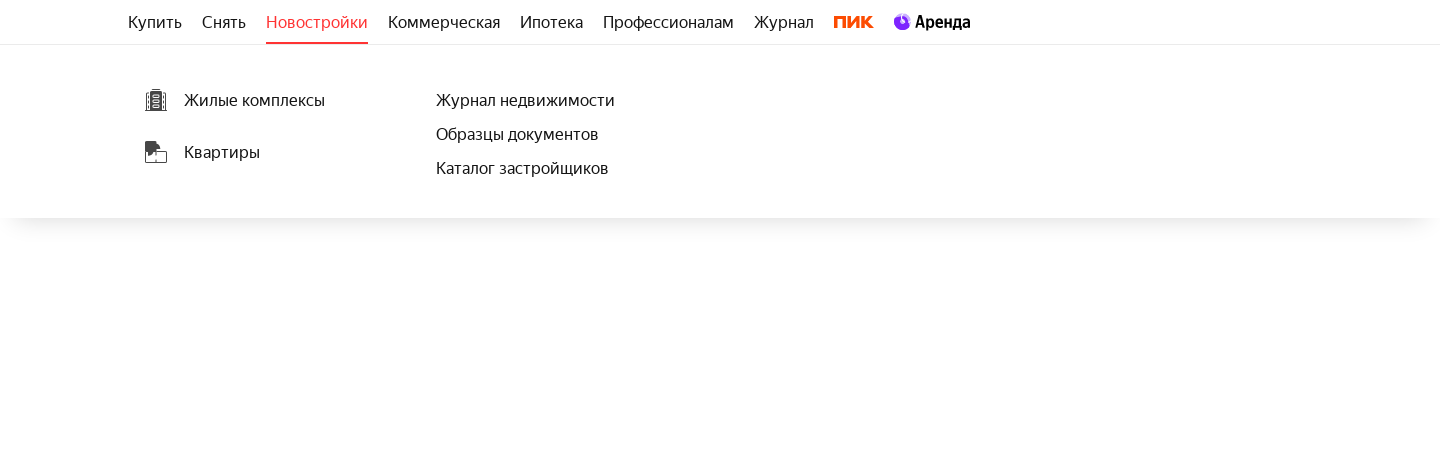 Купить Снять Новостройки Коммерческая Ипотека Профессионалам Журнал ПИК Аренда
Жилые комплексы
Квартиры
Журнал недвижимости
Образцы документов
Каталог застройщиков